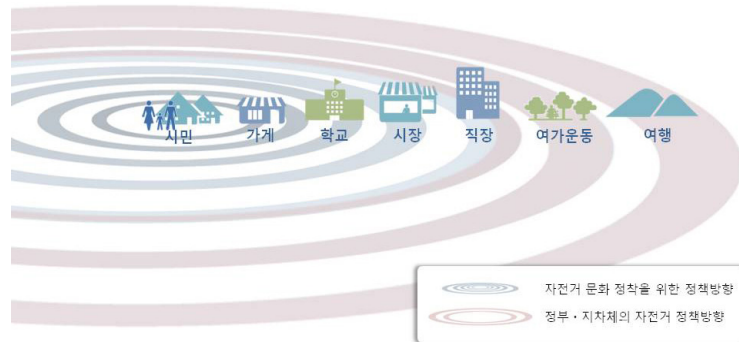 시민 가게 학교 시장 직장 여가운동 여행
자전거 문화 정착을 위한 정책방향
정부·지차체의 자전거 정책방향